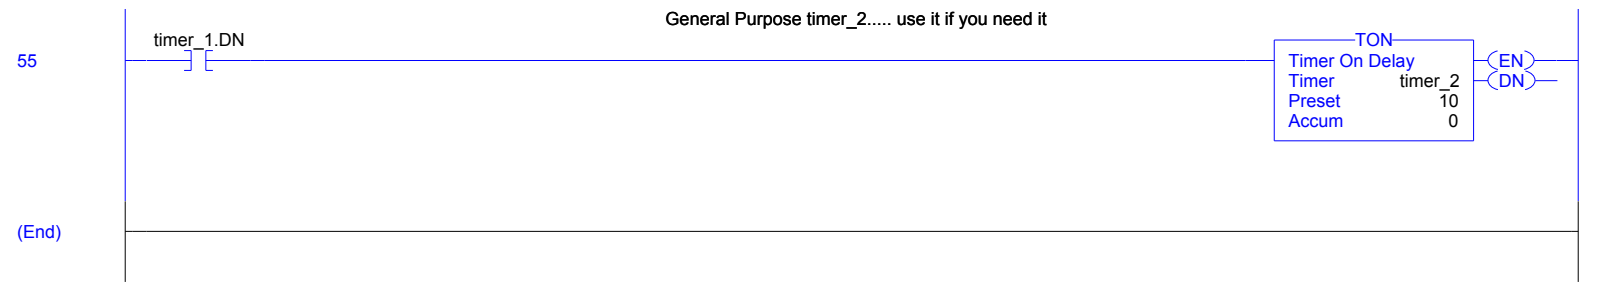 General Purpose timer_2..... use it if you need it
timer_1.DN
55
TON
Timer On Delay
Timer timer_2
Preset 10
Accum 0
EN
DN
(End)